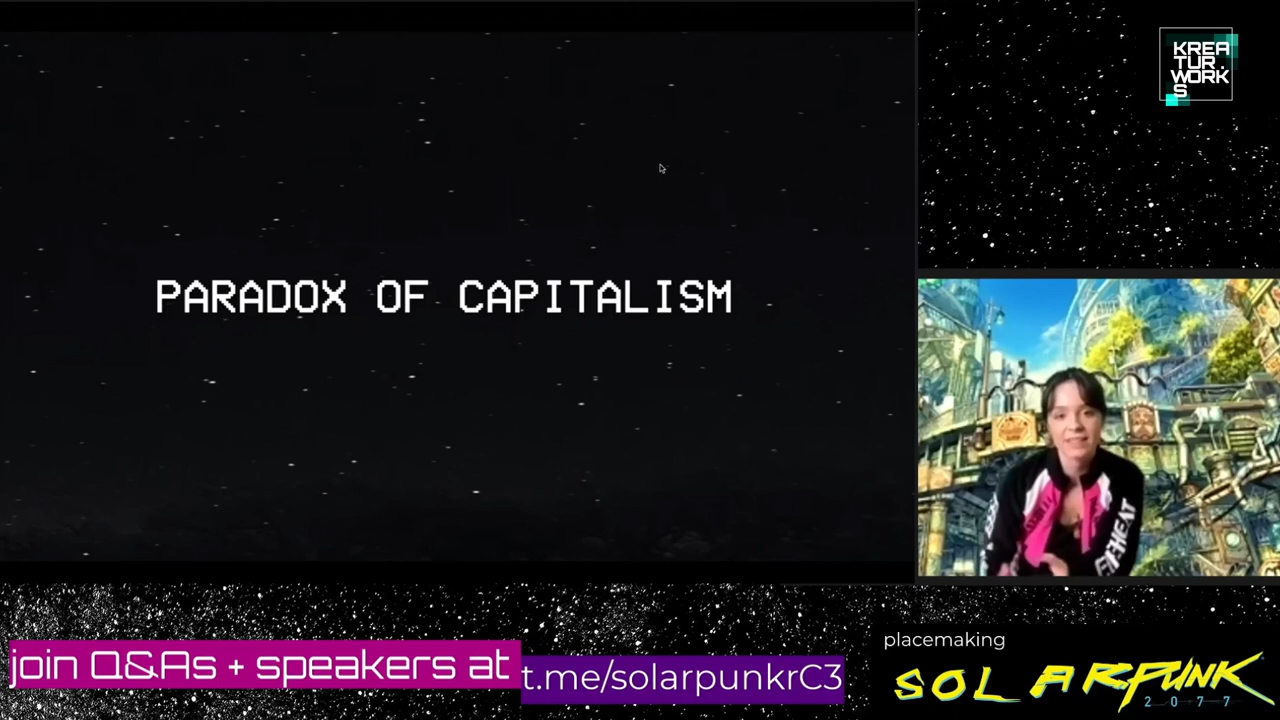 PARADOX OF CAPITALISM
KREA
TUR.
WORK
S
join Q&As + speakers at
t.me/solarpunkrC3
placemaking
SOLARPUNK
2077